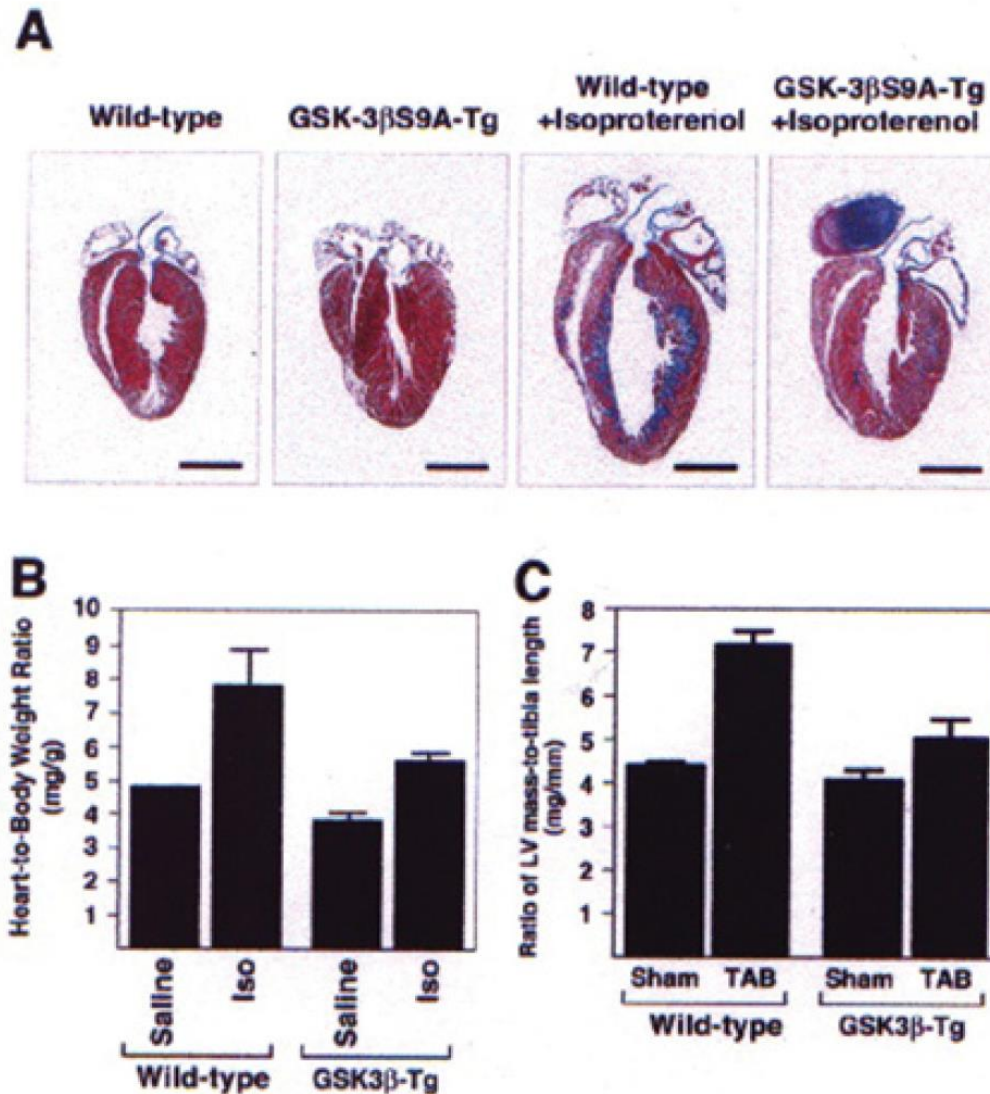 A
Wild-type
GSK-3βS9A-Tg
Wild-type
+Isoproterenol
GSK-3βS9A-Tg
+Isoproterenol
B
Heart-to-Body Weight Ratio
(mg/g)
10
9
8
7
6
5
4
3
2
1
Saline
Iso
Saline
Iso
Wild-type
GSK3β-Tg
C
Ratio of LV mass-to-tibia length
(mg/mm)
8
7
6
5
4
3
2
1
Sham
TAB
Sham
TAB
Wild-type
GSK3β-Tg